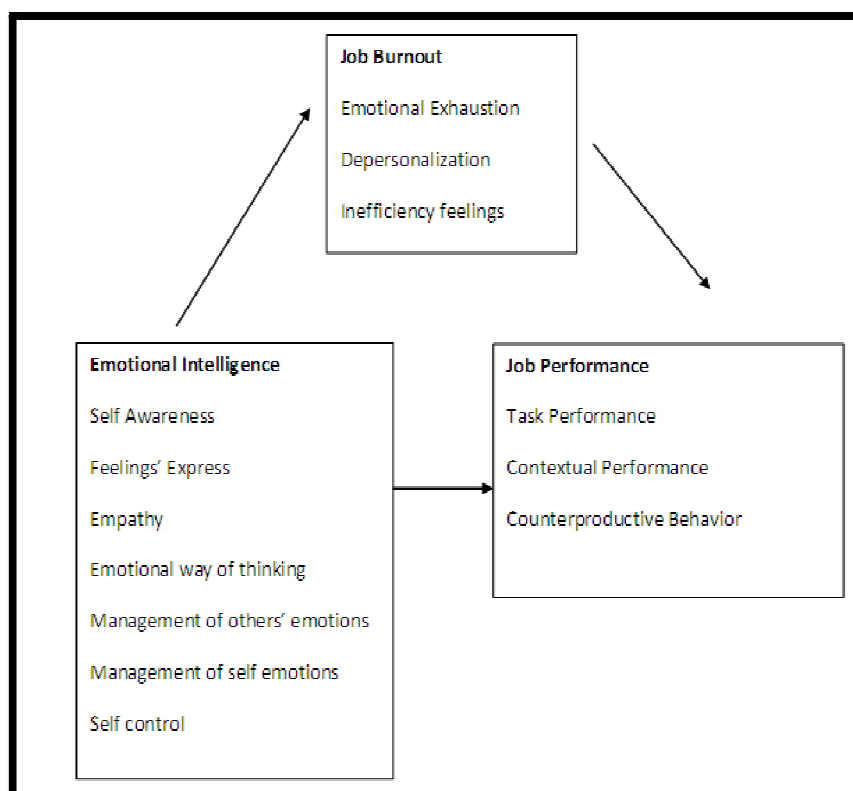 Job Burnout
Emotional Exhaustion
Depersonalization
Inefficiency feelings
Emotional Intelligence
Self Awareness
Feelings’ Express
Empathy
Emotional way of thinking
Management of others’ emotions
Management of self emotions
Self control
Job Performance
Task Performance
Contextual Performance
Counterproductive Behavior